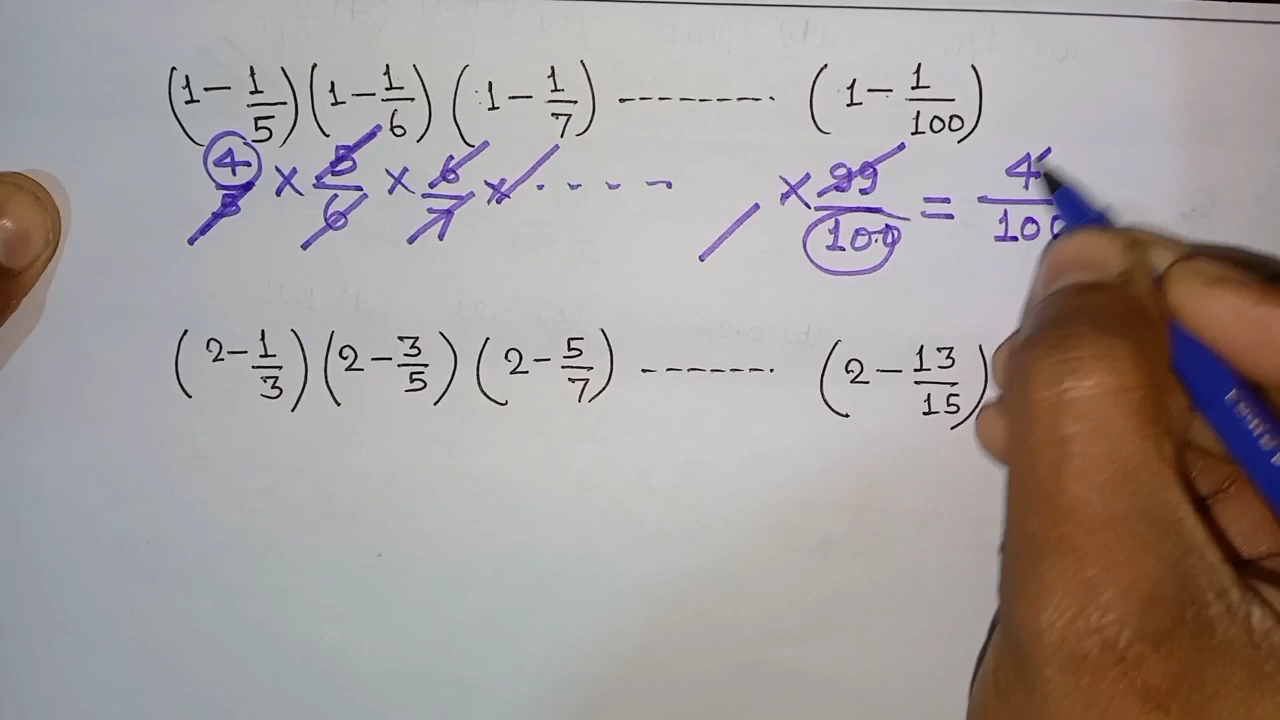 (1 - 1/5) (1 - 1/6) (1 - 1/7) --------- (1 - 1/100)
4/5 × 5/6 × 6/7 × . - - - - × 99/100 = 4/100
(2 - 1/3) (2 - 3/5) (2 - 5/7) ------- (2 - 13/15)